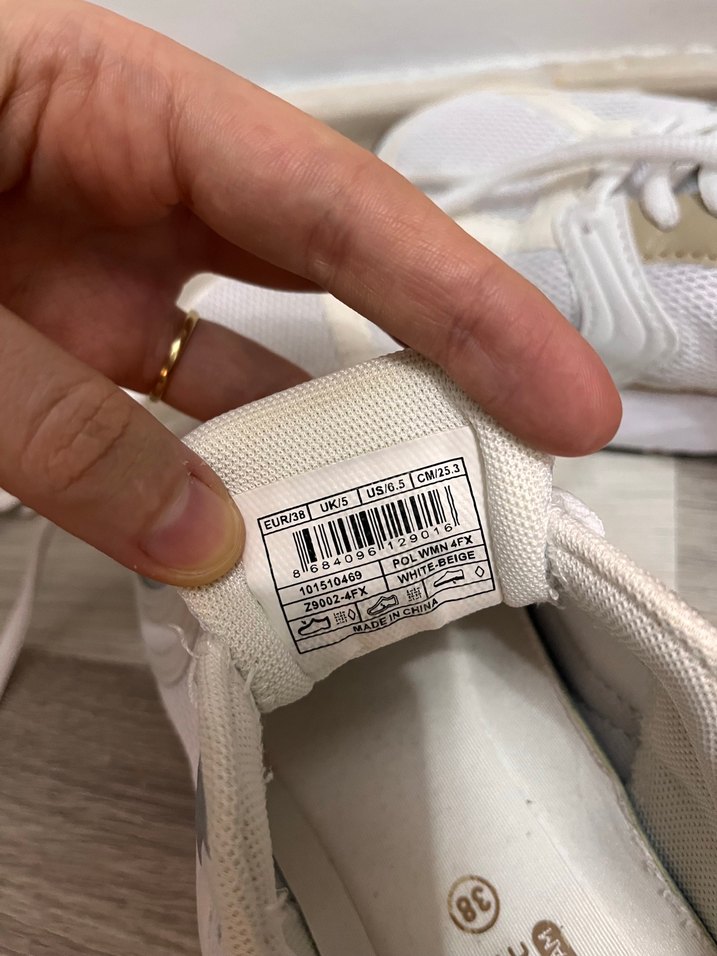 EUR/38 UK/5 US/6.5 CM/25.3
8 684096 129016
101510469 POL WMN 4FX
Z9002-4FX WHITE-BEIGE
MADE IN CHINA
38